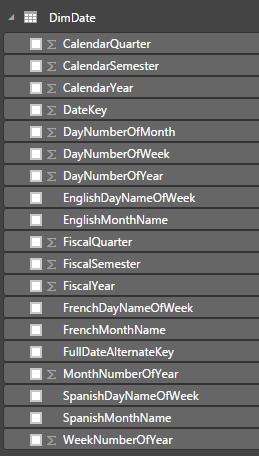 DimDate
CalendarQuarter
CalendarSemester
CalendarYear
DateKey
DayNumberOfMonth
DayNumberOfWeek
DayNumberOfYear
EnglishDayNameOfWeek
EnglishMonthName
FiscalQuarter
FiscalSemester
FiscalYear
FrenchDayNameOfWeek
FrenchMonthName
FullDateAlternateKey
MonthNumberOfYear
SpanishDayNameOfWeek
SpanishMonthName
WeekNumberOfYear